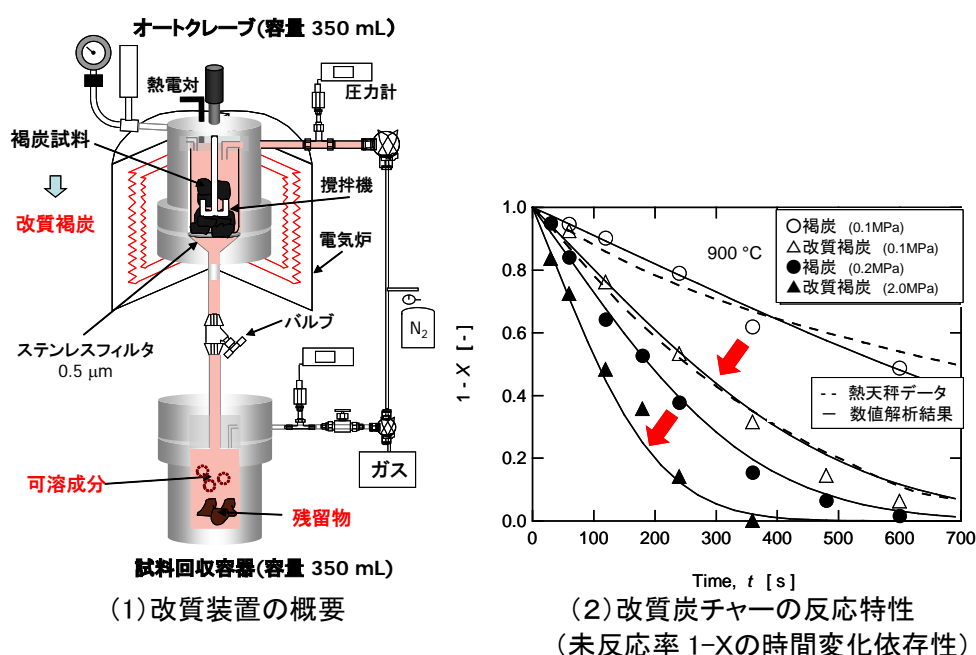 オートクレーブ(容量 350 mL)
熱電対
圧力計
褐炭試料
攪拌機
改質褐炭
電気炉
バルブ
N2
ステンレスフィルタ
0.5 μm
ガス
可溶成分
残留物
試料回収容器(容量 350 mL)
(1)改質装置の概要
1.0
0.8
0.6
0.4
0.2
0.0
1 - X [ - ]
900 °C
褐炭 (0.1MPa)
改質褐炭 (0.1MPa)
褐炭 (0.2MPa)
改質褐炭 (2.0MPa)
熱天秤データ
数値解析結果
0 100 200 300 400 500 600 700
Time, t [ s ]
(2)改質炭チャーの反応特性
(未反応率 1-Xの時間変化依存性)